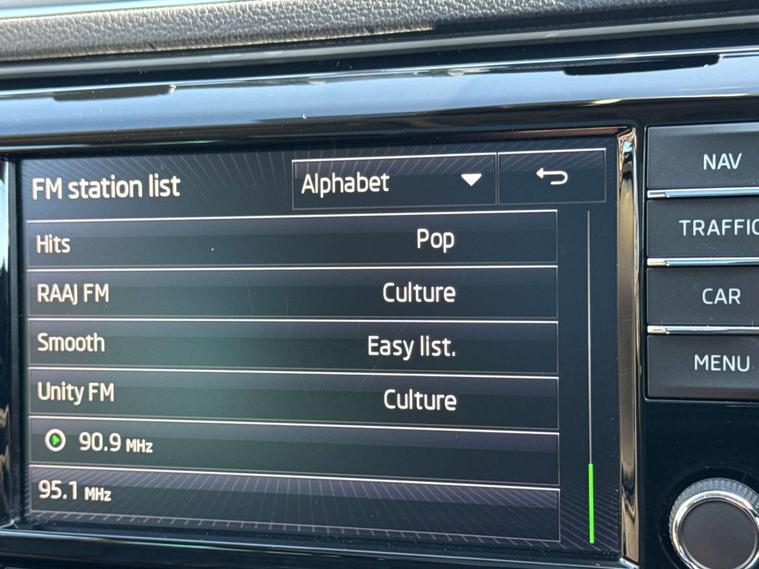 FM station list Alphabet
Hits Pop
RAAJ FM Culture
Smooth Easy list.
Unity FM Culture
90.9 MHz
95.1 MHz
NAV
TRAFFIC
CAR
MENU